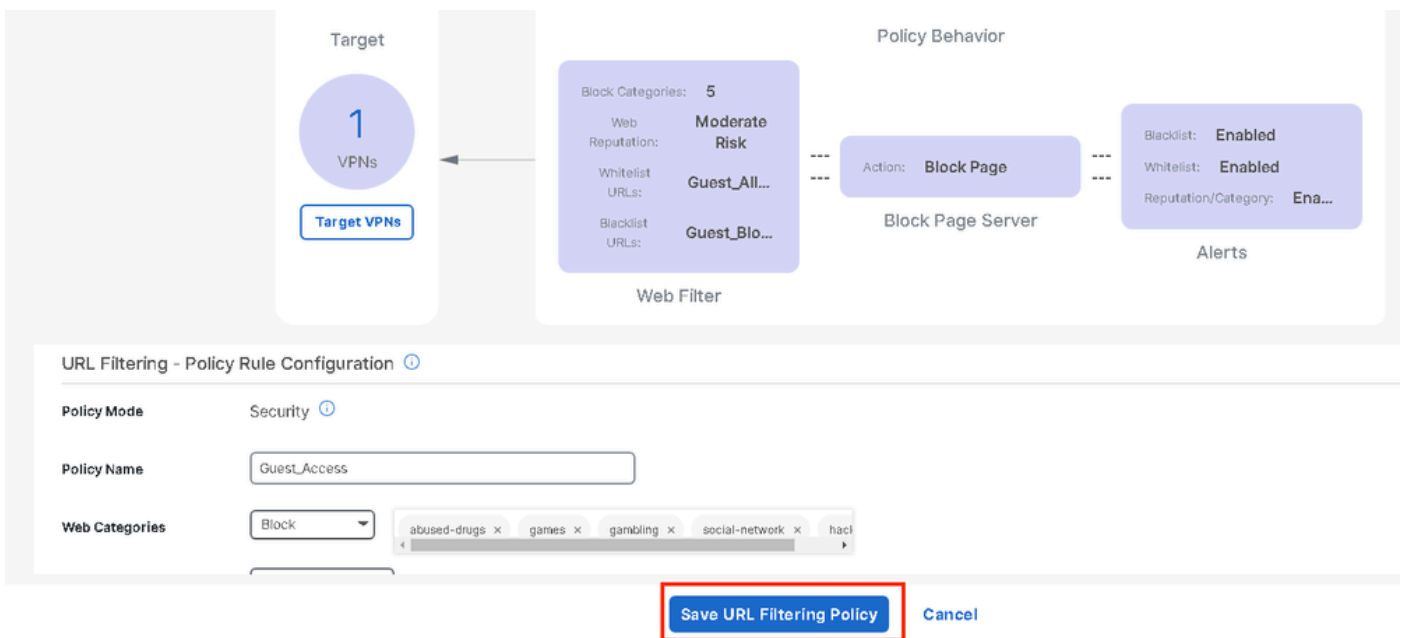 Target
1
VPNs
Target VPNs
Policy Behavior
Block Categories: 5
Web Reputation: Moderate Risk
Whitelist URLs: Guest_All...
Blacklist URLs: Guest_Blo...
Web Filter
Action: Block Page
Block Page Server
Blacklist: Enabled
Whitelist: Enabled
Reputation/Category: Ena...
Alerts
URL Filtering - Policy Rule Configuration
Policy Mode Security
Policy Name Guest_Access
Web Categories Block abused-drugs × games × gambling × social-network × hack
Save URL Filtering Policy Cancel